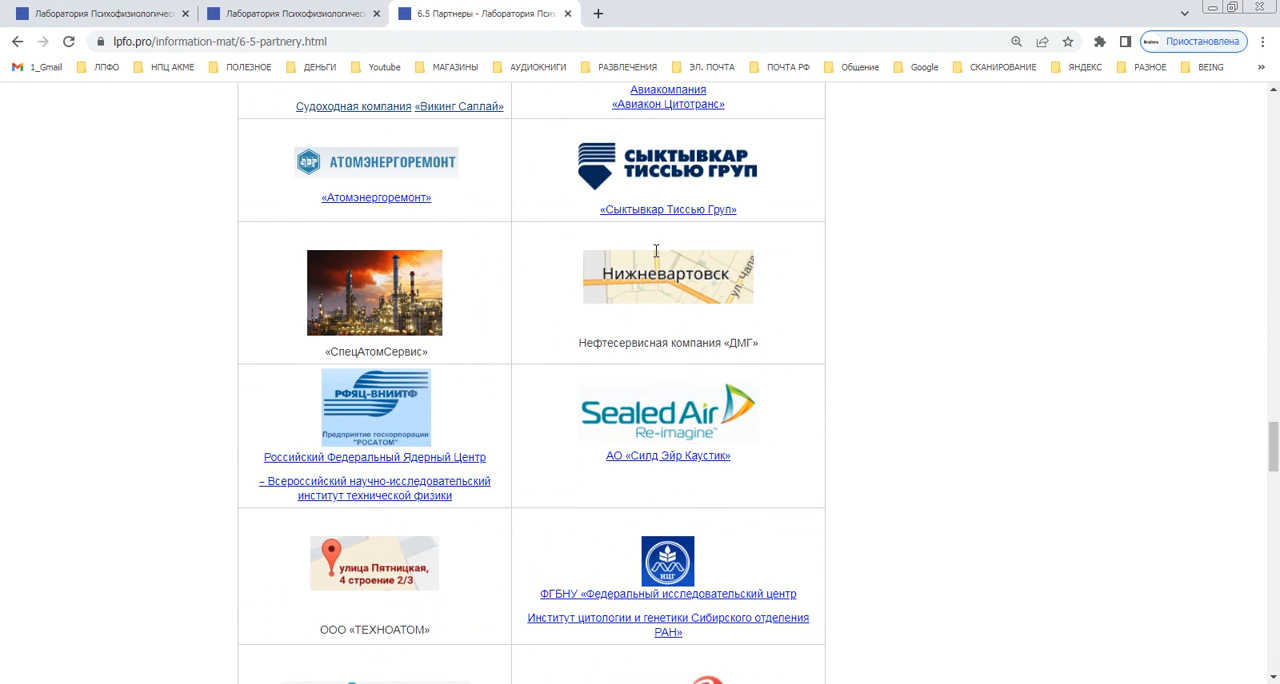 Лаборатория Психофизиологичес
Лаборатория Психофизиологичес
6.5 Партнеры - Лаборатория Псих
lpfo.pro/information-mat/6-5-partnery.html
Приостановлена
1_Gmail
ЛПФО
НПЦ АКМЕ
ПОЛЕЗНОЕ
ДЕНЬГИ
Youtube
МАГАЗИНЫ
АУДИОКНИГИ
РАЗВЛЕЧЕНИЯ
ЭЛ. ПОЧТА
ПОЧТА РФ
Общение
Google
СКАНИРОВАНИЕ
ЯНДЕКС
РАЗНОЕ
BEING
»
Судоходная компания «Викинг Саплай»
Авиакомпания
«Авиакон Цитотранс»
АТОМЭНЕРГОРЕМОНТ
«Атомэнергоремонт»
СЫКТЫВКАР
ТИССЬЮ ГРУП
«Сыктывкар Тиссью Груп»
«СпецАтомСервис»
Нижневартовск
ул. Чапа
Нефтесервисная компания «ДМГ»
РФЯЦ-ВНИИТФ
Предприятие госкорпорации
"РОСАТОМ"
Российский Федеральный Ядерный Центр
– Всероссийский научно-исследовательский
институт технической физики
Sealed Air
Re-imagine™
АО «Силд Эйр Каустик»
улица Пятницкая,
4 строение 2/3
ООО «ТЕХНОАТОМ»
ИЦГ
ФГБНУ «Федеральный исследовательский центр
Институт цитологии и генетики Сибирского отделения
РАН»